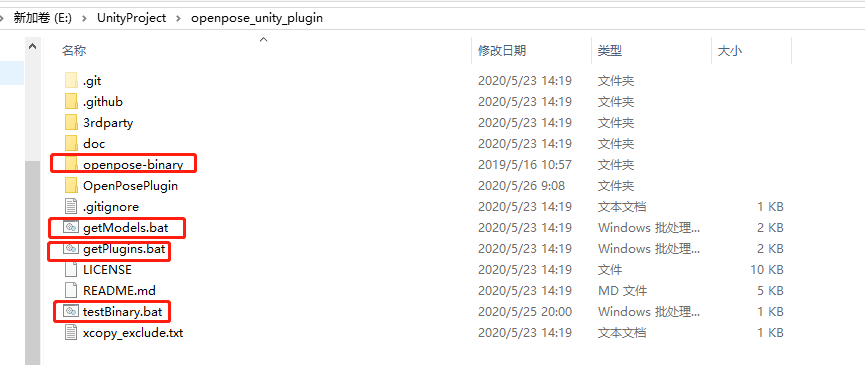 新加卷 (E:) > UnityProject > openpose_unity_plugin
名称 修改日期 类型 大小
.git 2020/5/23 14:19 文件夹
.github 2020/5/23 14:19 文件夹
3rdparty 2020/5/23 14:19 文件夹
doc 2020/5/23 14:19 文件夹
openpose-binary 2019/5/16 10:57 文件夹
OpenPosePlugin 2020/5/26 9:08 文件夹
.gitignore 2020/5/23 14:19 文本文档 1 KB
getModels.bat 2020/5/23 14:19 Windows 批处理... 2 KB
getPlugins.bat 2020/5/23 14:19 Windows 批处理... 2 KB
LICENSE 2020/5/23 14:19 文件 10 KB
README.md 2020/5/23 14:19 MD 文件 5 KB
testBinary.bat 2020/5/25 20:00 Windows 批处理... 1 KB
xcopy_exclude.txt 2020/5/23 14:19 文本文档 1 KB